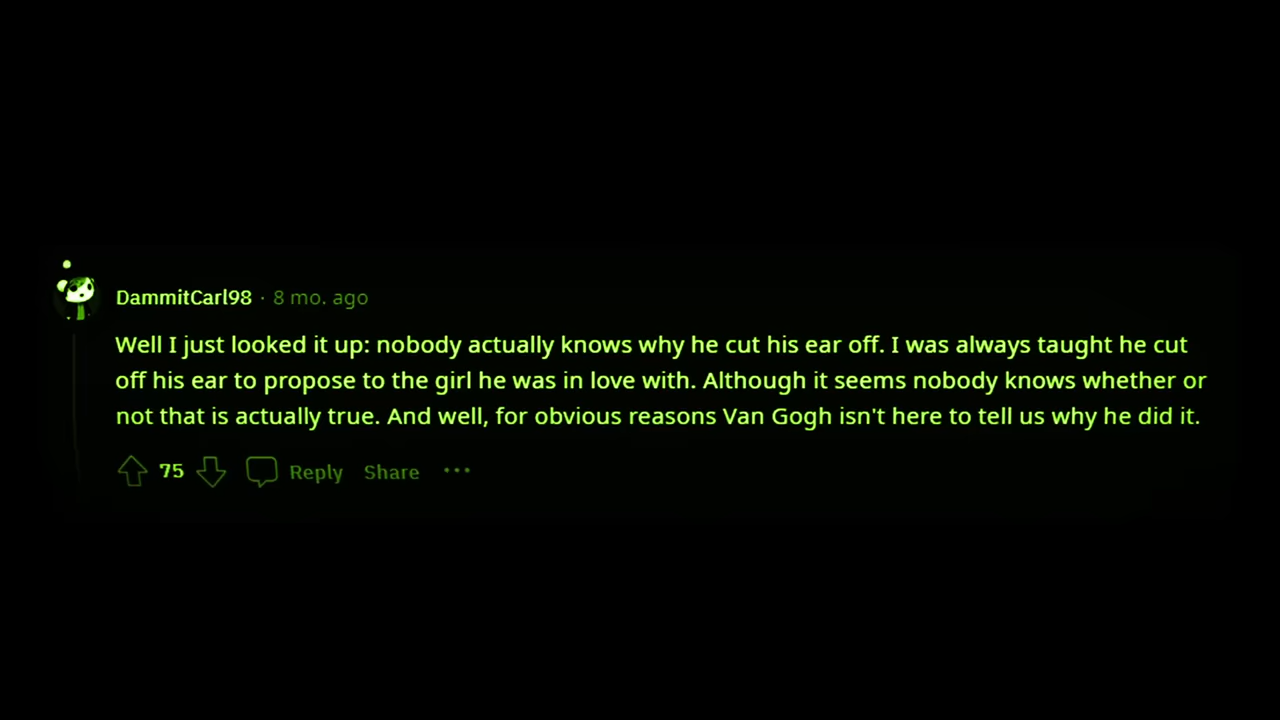 DammitCarl98 · 8 mo. ago
Well I just looked it up: nobody actually knows why he cut his ear off. I was always taught he cut
off his ear to propose to the girl he was in love with. Although it seems nobody knows whether or
not that is actually true. And well, for obvious reasons Van Gogh isn't here to tell us why he did it.
75 Reply Share ···